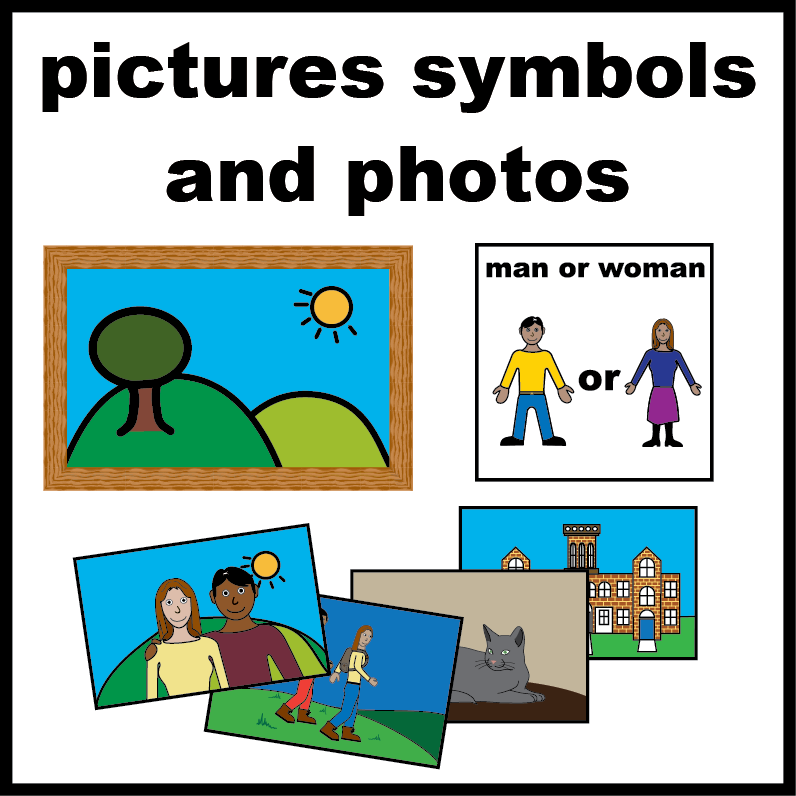 pictures symbols
and photos
man or woman
or